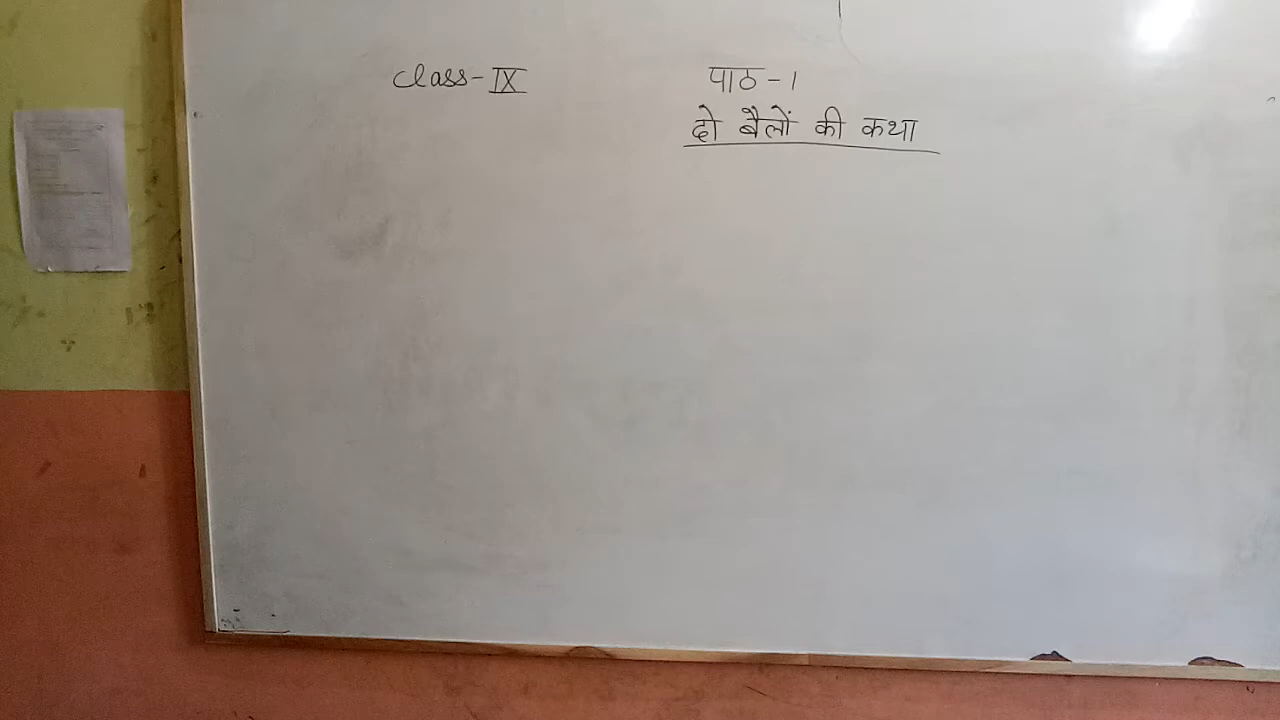 Class-IX
पाठ-1
दो बैलों की कथा